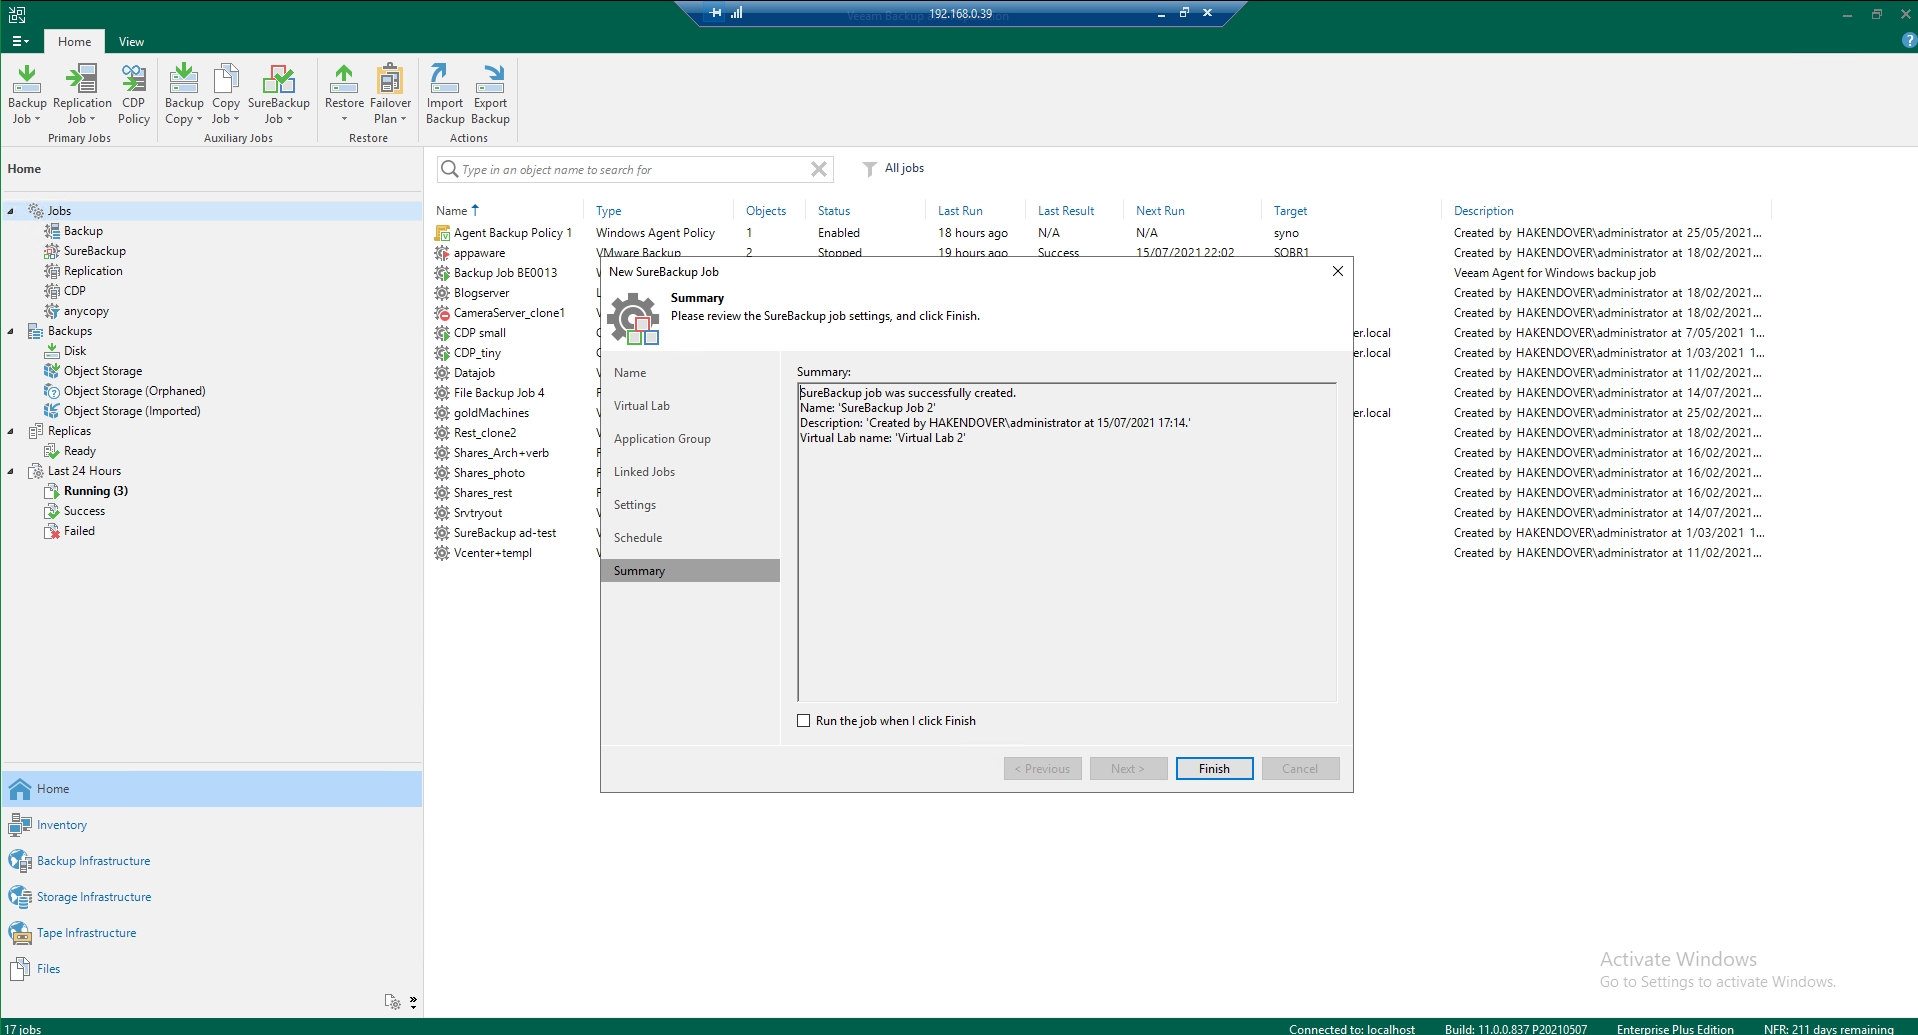 192.168.0.39
Home
View
Backup Job
Replication Job
CDP Policy
Primary Jobs
Backup Copy
Copy Job
SureBackup Job
Auxiliary Jobs
Restore
Failover Plan
Restore
Import Backup
Export Backup
Actions
Home
Jobs
Backup
SureBackup
Replication
CDP
anycopy
Backups
Disk
Object Storage
Object Storage (Orphaned)
Object Storage (Imported)
Replicas
Ready
Last 24 Hours
Running (3)
Success
Failed
Home
Inventory
Backup Infrastructure
Storage Infrastructure
Tape Infrastructure
Files
Type in an object name to search for
All jobs
Name Type Objects Status Last Run Last Result Next Run Target Description
Agent Backup Policy 1 Windows Agent Policy 1 Enabled 18 hours ago N/A N/A syno Created by HAKENDOVER\administrator at 25/05/2021...
appaware VMware Backup 2 Stopped 19 hours ago Success 15/07/2021 22:02 SOBR1 Created by HAKENDOVER\administrator at 18/02/2021...
Backup Job BE0013 Veeam Agent for Windows backup job
Blogserver Created by HAKENDOVER\administrator at 18/02/2021...
CameraServer_clone1 Created by HAKENDOVER\administrator at 18/02/2021...
CDP small er.local Created by HAKENDOVER\administrator at 7/05/2021 1...
CDP_tiny er.local Created by HAKENDOVER\administrator at 1/03/2021 1...
Datajob Created by HAKENDOVER\administrator at 11/02/2021...
File Backup Job 4 Created by HAKENDOVER\administrator at 14/07/2021...
goldMachines er.local Created by HAKENDOVER\administrator at 25/02/2021...
Rest_clone2 Created by HAKENDOVER\administrator at 18/02/2021...
Shares_Arch+verb Created by HAKENDOVER\administrator at 16/02/2021...
Shares_photo Created by HAKENDOVER\administrator at 16/02/2021...
Shares_rest Created by HAKENDOVER\administrator at 16/02/2021...
Srvtryout Created by HAKENDOVER\administrator at 14/07/2021...
SureBackup ad-test Created by HAKENDOVER\administrator at 1/03/2021 1...
Vcenter+templ Created by HAKENDOVER\administrator at 11/02/2021...
New SureBackup Job
Summary
Please review the SureBackup job settings, and click Finish.
Name
Virtual Lab
Application Group
Linked Jobs
Settings
Schedule
Summary
Summary:
SureBackup job was successfully created.
Name: 'SureBackup Job 2'
Description: 'Created by HAKENDOVER\administrator at 15/07/2021 17:14.'
Virtual Lab name: 'Virtual Lab 2'
Run the job when I click Finish
< Previous
Next >
Finish
Cancel
Activate Windows
Go to Settings to activate Windows.
17 jobs
Connected to: localhost
Build: 11.0.0.837 P20210507
Enterprise Plus Edition
NFR: 211 days remaining